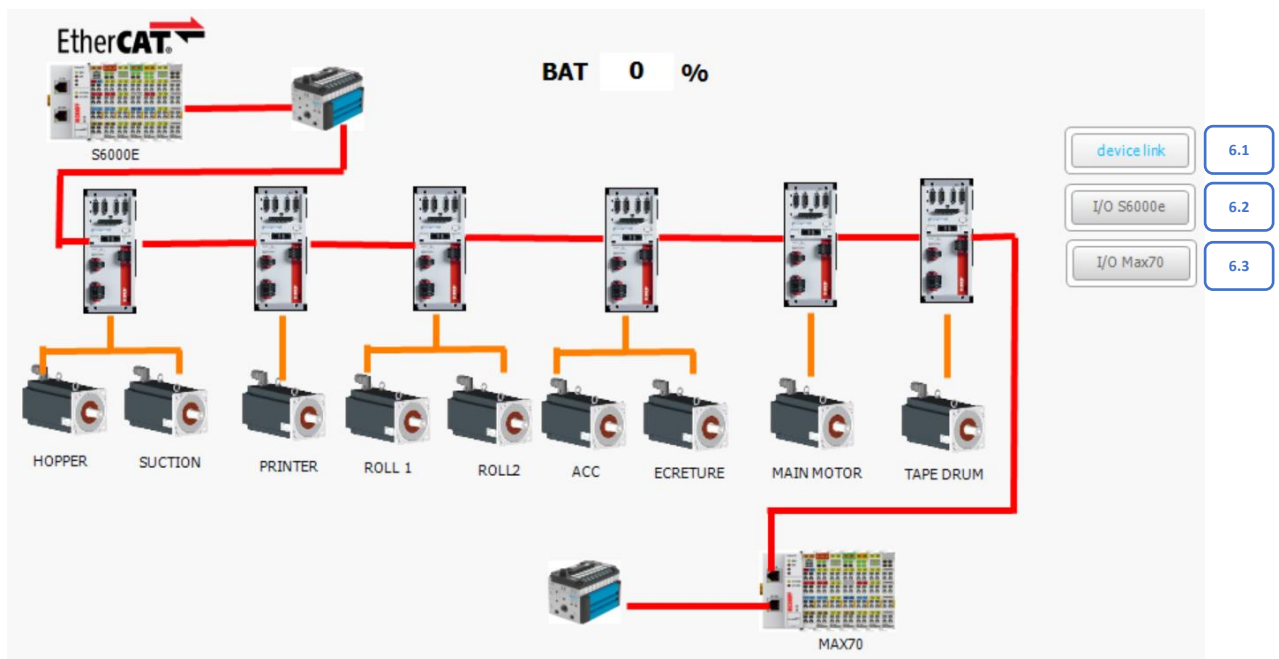 EtherCAT®
BAT 0 %
S6000E
device link 6.1
I/O S6000e 6.2
I/O Max70 6.3
HOPPER SUCTION PRINTER ROLL 1 ROLL2 ACC ECRETURE MAIN MOTOR TAPE DRUM
MAX70